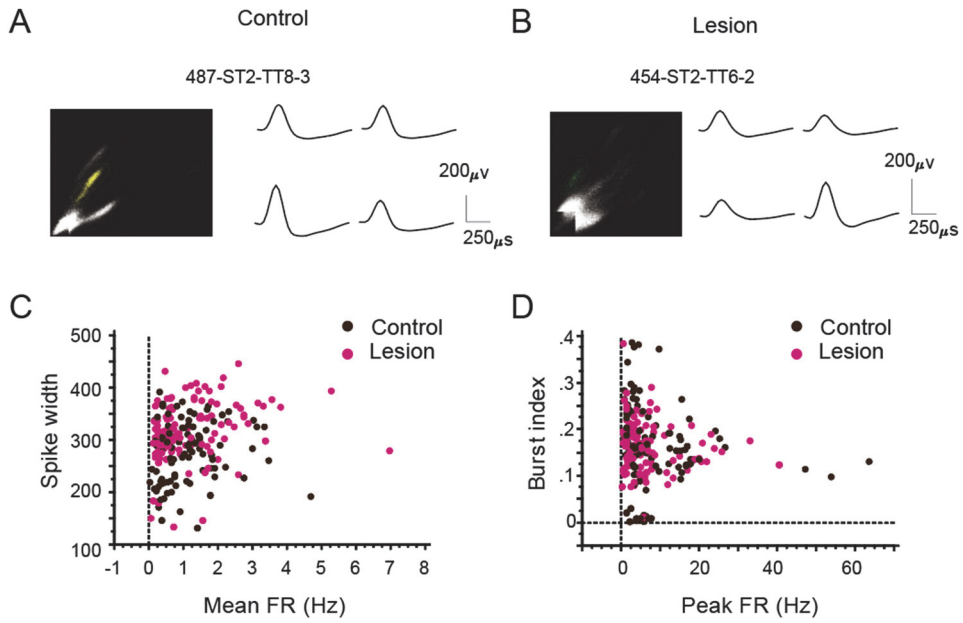 A
Control
B
Lesion
487-ST2-TT8-3
454-ST2-TT6-2
200μV
250μs
200μV
250μs
C
500
400
300
200
100
Spike width
Control
Lesion
-1 0 1 2 3 4 5 6 7 8
Mean FR (Hz)
D
.4
.3
.2
.1
0
Burst index
Control
Lesion
0 20 40 60
Peak FR (Hz)